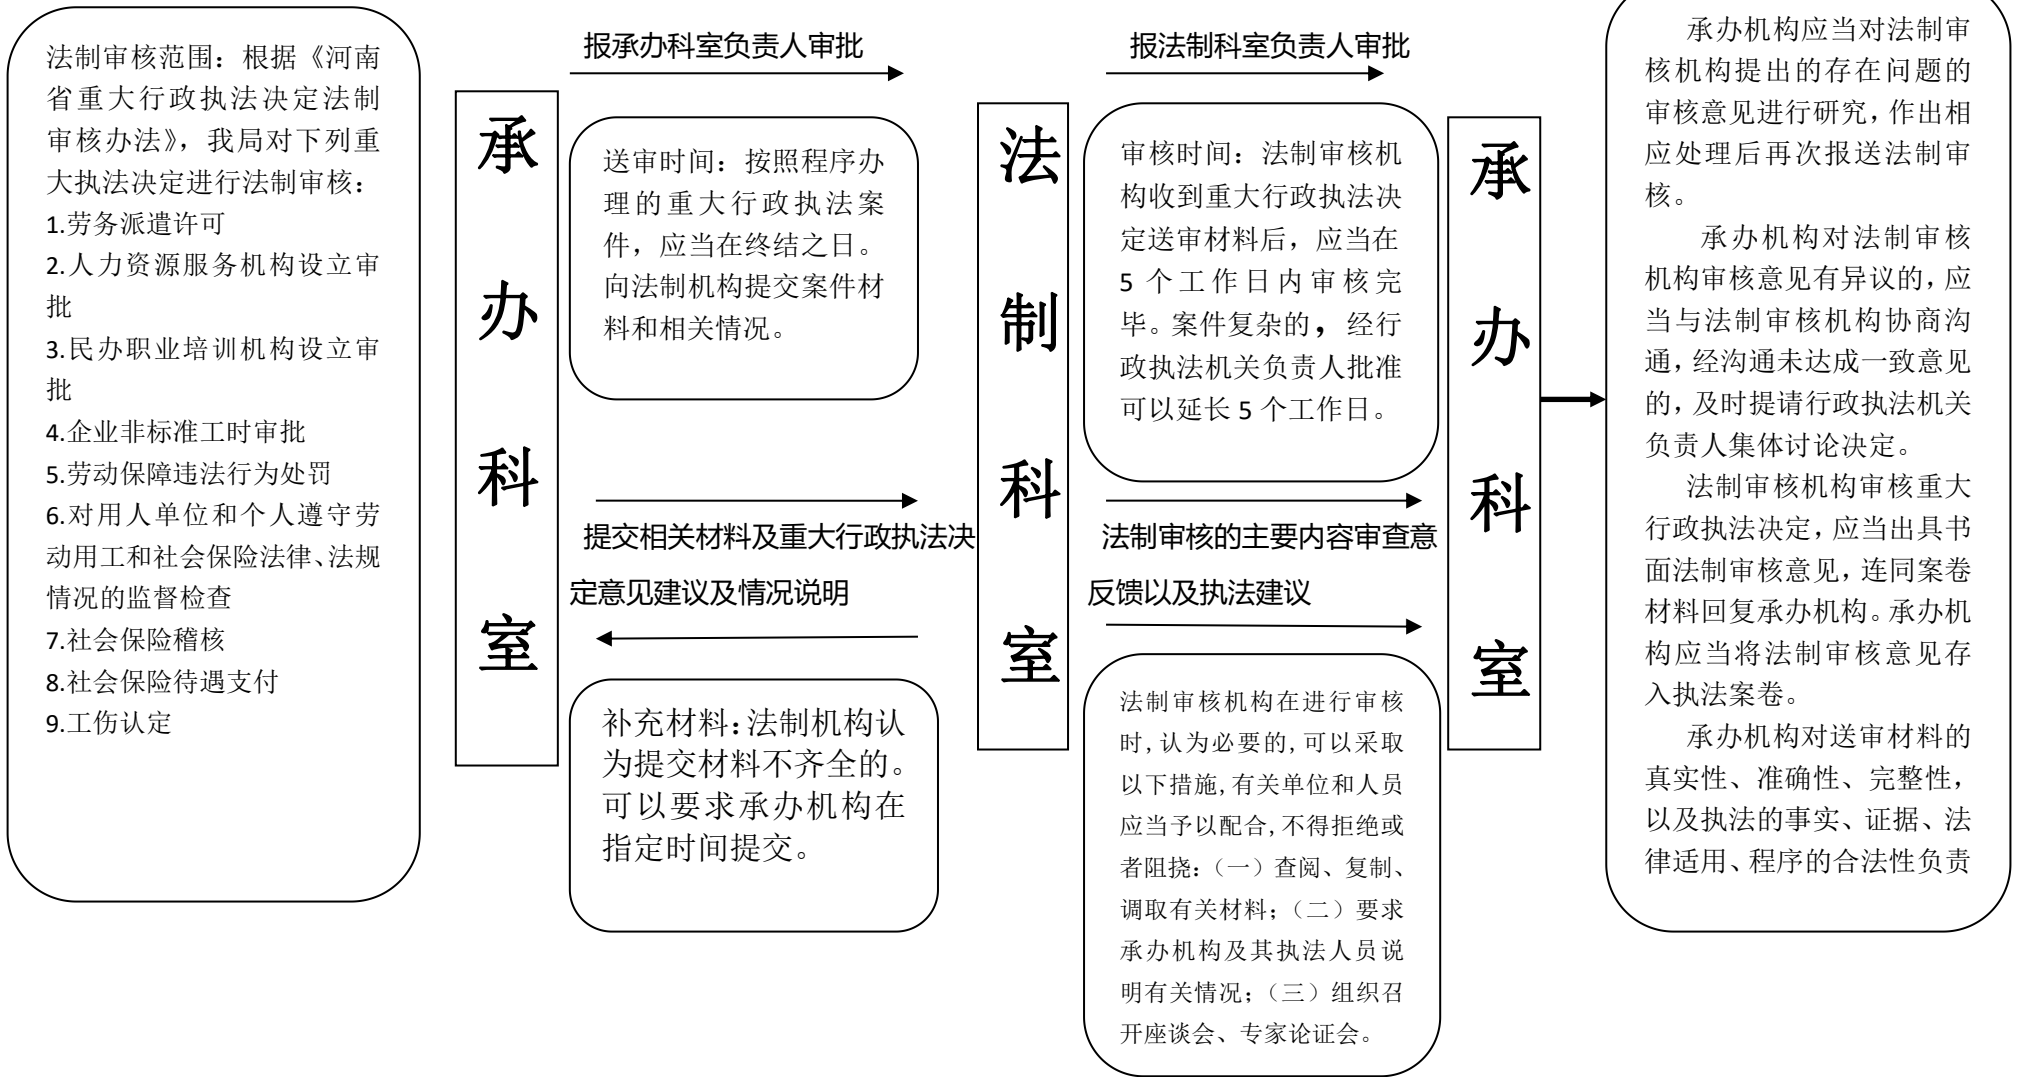 法制审核范围：根据《河南
省重大行政执法决定法制
审核办法》，我局对下列重
大执法决定进行法制审核：
1.劳务派遣许可
2.人力资源服务机构设立审
批
3.民办职业培训机构设立审
批
4.企业非标准工时审批
5.劳动保障违法行为处罚
6.对用人单位和个人遵守劳
动用工和社会保险法律、法规
情况的监督检查
7.社会保险稽核
8.社会保险待遇支付
9.工伤认定
承办科室
报承办科室负责人审批
送审时间：按照程序办
理的重大行政执法案
件，应当在终结之日。
向法制机构提交案件材
料和相关情况。
提交相关材料及重大行政执法决
定意见建议及情况说明
补充材料：法制机构认
为提交材料不齐全的。
可以要求承办机构在
指定时间提交。
法制科室
报法制科室负责人审批
审核时间：法制审核机
构收到重大行政执法决
定送审材料后，应当在
5 个工作日内审核完
毕。案件复杂的，经行
政执法机关负责人批准
可以延长 5 个工作日。
法制审核的主要内容审查意
反馈以及执法建议
法制审核机构在进行审核
时,认为必要的,可以采取
以下措施,有关单位和人员
应当予以配合,不得拒绝或
者阻挠:（一）查阅、复制、
调取有关材料;（二）要求
承办机构及其执法人员说
明有关情况;（三）组织召
开座谈会、专家论证会。
承办科室
承办机构应当对法制审
核机构提出的存在问题的
审核意见进行研究，作出相
应处理后再次报送法制审
核。
承办机构对法制审核
机构审核意见有异议的，应
当与法制审核机构协商沟
通，经沟通未达成一致意见
的，及时提请行政执法机关
负责人集体讨论决定。
法制审核机构审核重大
行政执法决定，应当出具书
面法制审核意见，连同案卷
材料回复承办机构。承办机
构应当将法制审核意见存
入执法案卷。
承办机构对送审材料的
真实性、准确性、完整性，
以及执法的事实、证据、法
律适用、程序的合法性负责